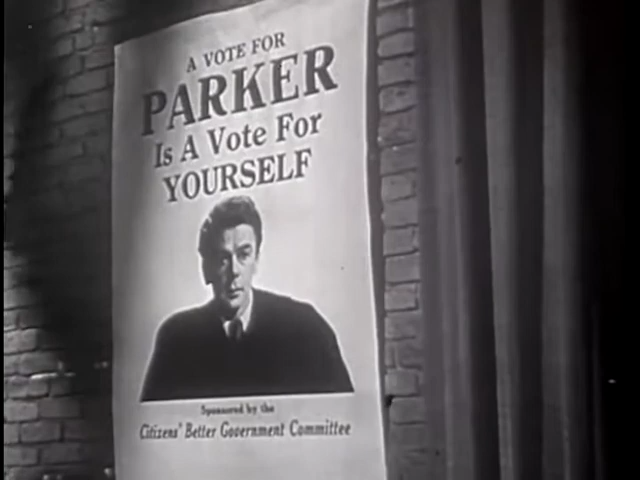 A VOTE FOR
PARKER
Is A Vote For
YOURSELF
Sponsored by the
Citizens' Better Government Committee